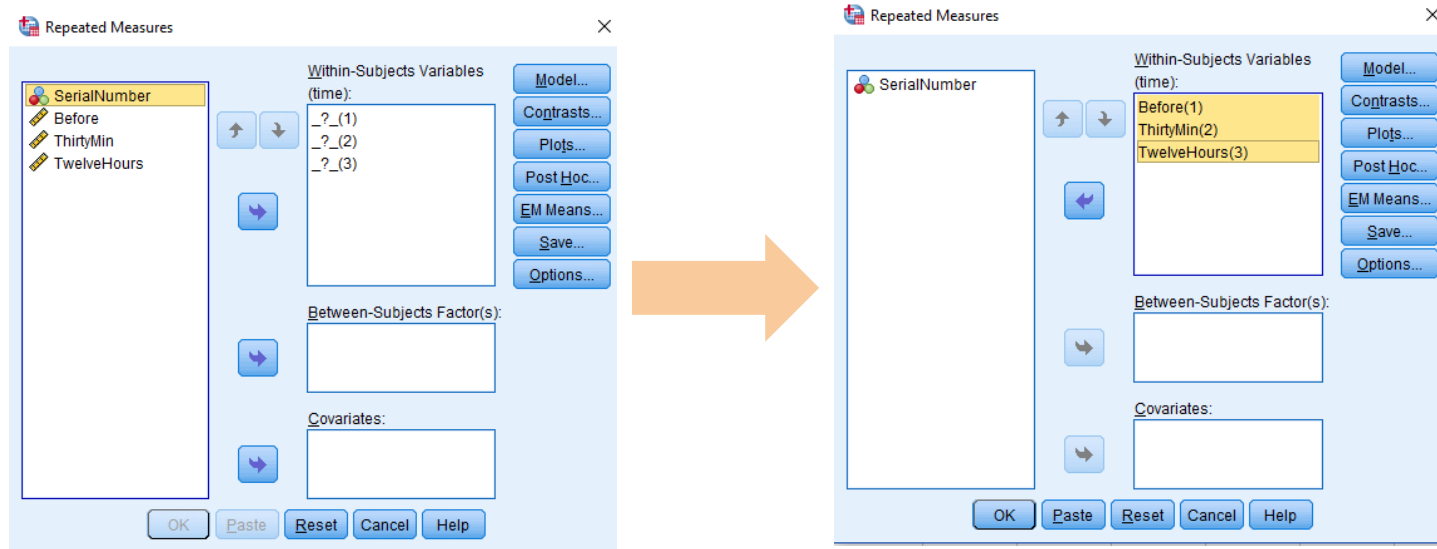 Repeated Measures
SerialNumber
Before
ThirtyMin
TwelveHours
Within-Subjects Variables
(time):
_?_(1)
_?_(2)
_?_(3)
Between-Subjects Factor(s):
Covariates:
Model...
Contrasts...
Plots...
Post Hoc...
EM Means...
Save...
Options...
OK Paste Reset Cancel Help
Repeated Measures
SerialNumber
Within-Subjects Variables
(time):
Before(1)
ThirtyMin(2)
TwelveHours(3)
Between-Subjects Factor(s):
Covariates:
Model...
Contrasts...
Plots...
Post Hoc...
EM Means...
Save...
Options...
OK Paste Reset Cancel Help